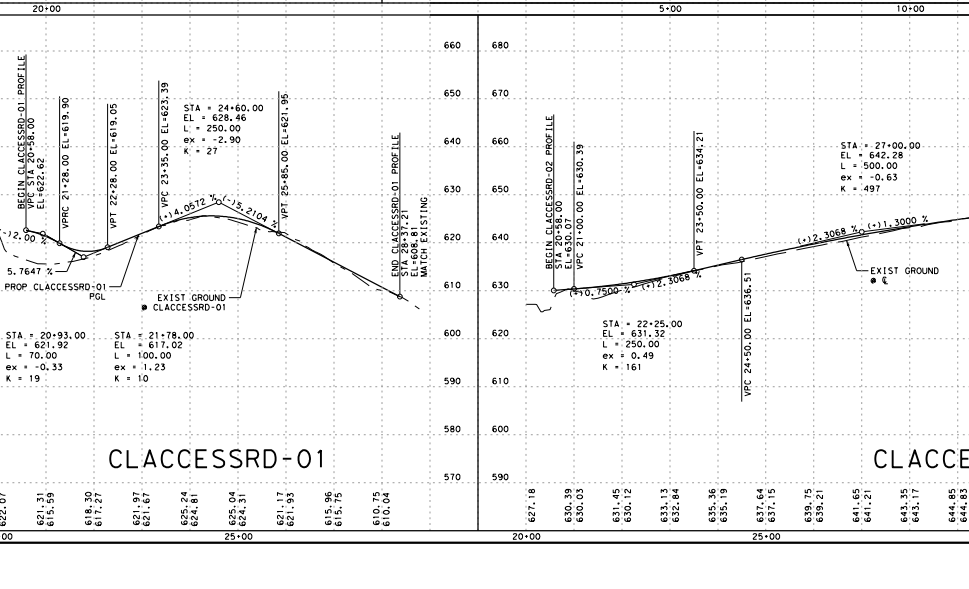 20+00
5+00
10+00
660
650
640
630
620
610
600
590
580
570
BEGIN CLACCESSRD-01 PROFILE
VPC STA 20+58.00
EL=622.62
VPRC 21+28.00 EL=619.90
VPT 22+28.00 EL=619.05
VPC 23+35.00 EL=623.39
STA = 24+60.00
EL = 628.46
L = 250.00
ex = -2.90
K = 27
VPT 25+85.00 EL=621.95
END CLACCESSRD-01 PROFILE
STA 28+37.21
EL=608.81
MATCH EXISTING
(-)2.00 %
5.7647 %
(+)4.0572 %
(-)5.2104 %
PROP CLACCESSRD-01
PGL
EXIST GROUND
@ CLACCESSRD-01
STA = 20+93.00
EL = 621.92
L = 70.00
ex = -0.33
K = 19
STA = 21+78.00
EL = 617.02
L = 100.00
ex = 1.23
K = 10
CLACCESSRD-01
622.07
621.31
615.59
618.30
617.27
621.97
621.67
625.24
624.81
625.04
624.31
621.17
621.93
615.96
615.75
610.75
610.04
00
25+00
680
670
660
650
640
630
620
610
600
590
BEGIN CLACCESSRD-02 PROFILE
STA 20+58.00
EL=630.07
VPC 21+00.00 EL=630.39
VPT 23+50.00 EL=634.21
VPC 24+50.00 EL=636.51
STA = 27+00.00
EL = 642.28
L = 500.00
ex = -0.63
K = 497
(+)0.7500 %
(+)2.3068 %
(+)2.3068 %
(+)1.3000 %
EXIST GROUND
@ ℄
STA = 22+25.00
EL = 631.32
L = 250.00
ex = 0.49
K = 161
CLACCE
627.18
630.39
630.03
631.45
630.12
633.13
632.84
635.36
635.19
637.64
637.15
639.75
639.21
641.65
641.21
643.35
643.17
644.85
644.83
20+00
25+00
30+00